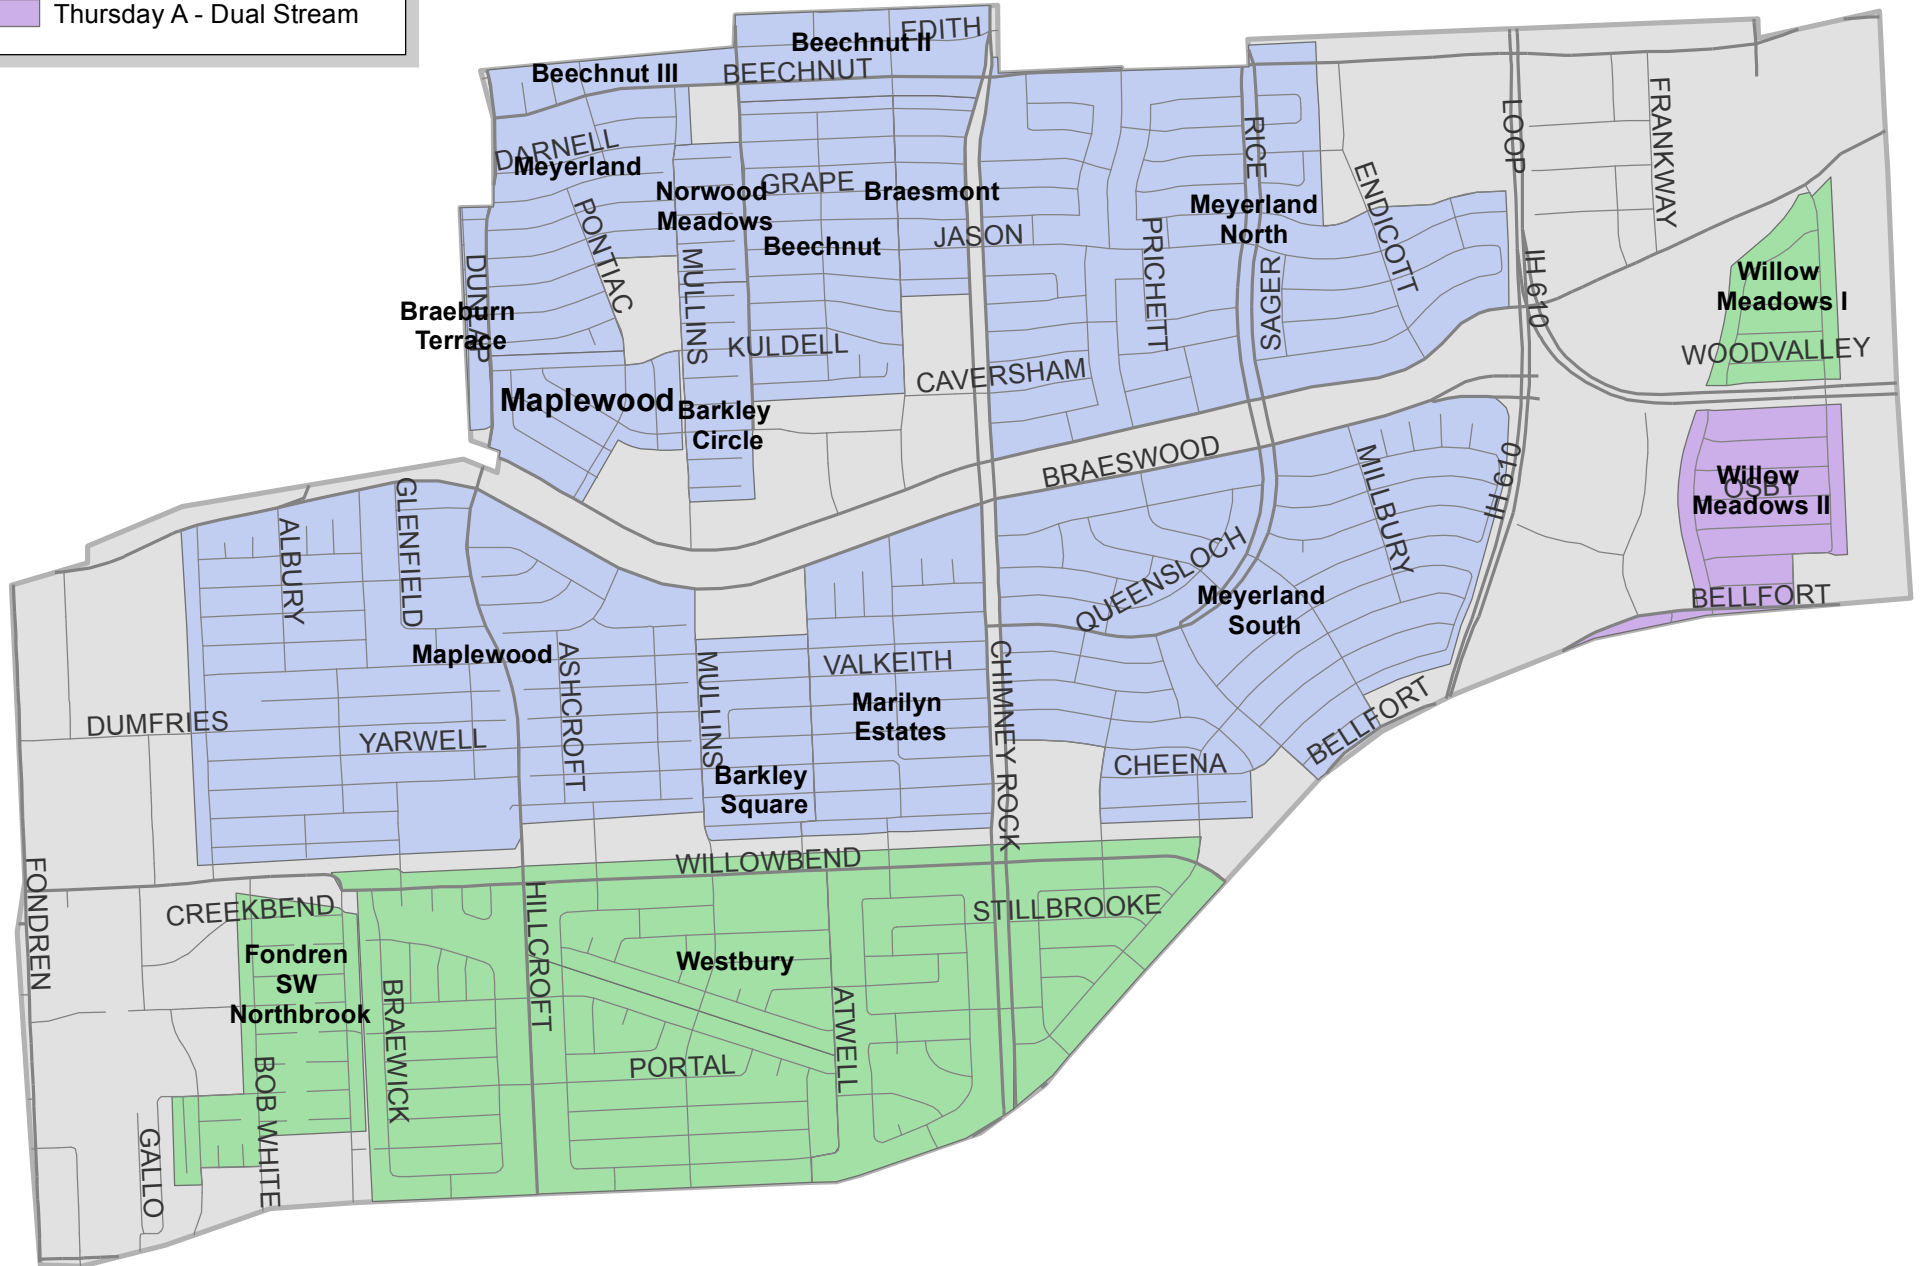 Thursday A - Dual Stream
EDITH
Beechnut II
Beechnut III
BEECHNUT
FRANKWAY
LOOP
RICE
DARNELL
Meyerland
ENDICOTT
GRAPE
Norwood
Meadows
Braesmont
Meyerland
North
PONTIAC
JASON
PRICHETT
Beechnut
MULLINS
DUNLAP
SAGER
IH 610
Willow
Meadows I
Braeburn
Terrace
KULDELL
WOODVALLEY
CAVERSHAM
Maplewood
Barkley
Circle
BRAESWOOD
MILLBURY
IH 610
Willow
Meadows II
OSBY
GLENFIELD
ALBURY
QUEENSLOCH
Meyerland
South
BELLFORT
Maplewood
ASHCROFT
MULLINS
VALKEITH
CHIMNEY ROCK
Marilyn
Estates
DUMFRIES
YARWELL
BELLFORT
CHEENA
Barkley
Square
WILLOWBEND
FONDREN
CREEKBEND
HILLCROFT
STILLBROOKE
Fondren
SW
Northbrook
Westbury
BRAEWICK
ATWELL
PORTAL
BOB WHITE
GALLO